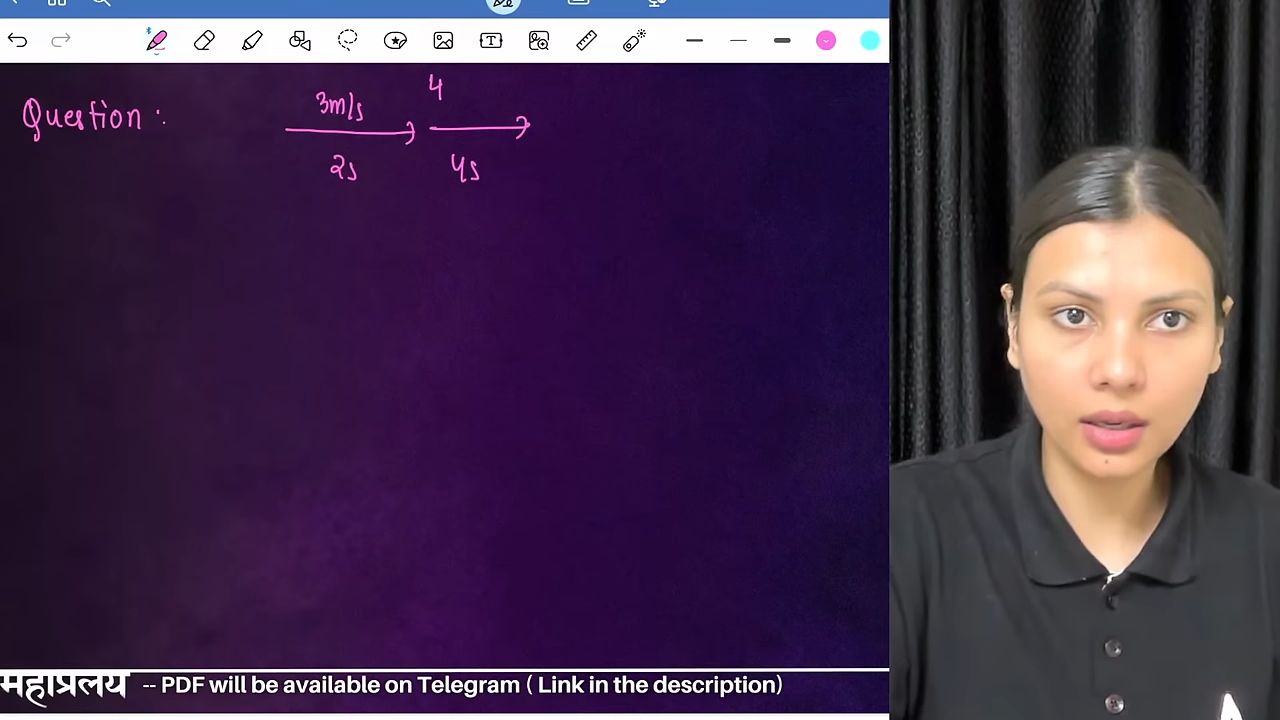 Question :
3m/s 4
2s 4s
महाप्रलय -- PDF will be available on Telegram ( Link in the description)